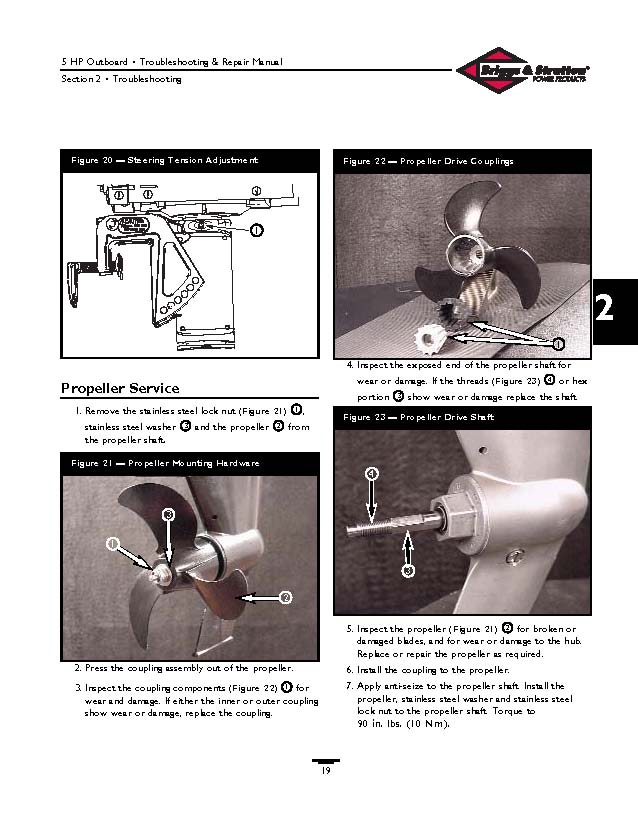 5 HP Outboard • Troubleshooting & Repair Manual
Section 2 • Troubleshooting
Briggs & Stratton
POWER PRODUCTS
Figure 20 — Steering Tension Adjustment
1
1
1
Propeller Service
1. Remove the stainless steel lock nut (Figure 21) 1,
stainless steel washer 3 and the propeller 2 from
the propeller shaft.
Figure 21 — Propeller Mounting Hardware
3
1
2
2. Press the coupling assembly out of the propeller.
3. Inspect the coupling components (Figure 22) 1 for
wear and damage. If either the inner or outer coupling
show wear or damage, replace the coupling.
Figure 22 — Propeller Drive Couplings
1
2
4. Inspect the exposed end of the propeller shaft for
wear or damage. If the threads (Figure 23) 4 or hex
portion 3 show wear or damage replace the shaft
Figure 23 — Propeller Drive Shaft
4
3
5. Inspect the propeller (Figure 21) 2 for broken or
damaged blades, and for wear or damage to the hub.
Replace or repair the propeller as required.
6. Install the coupling to the propeller.
7. Apply anti-seize to the propeller shaft. Install the
propeller, stainless steel washer and stainless steel
lock nut to the propeller shaft. Torque to
90 in. lbs. (10 Nm).
19